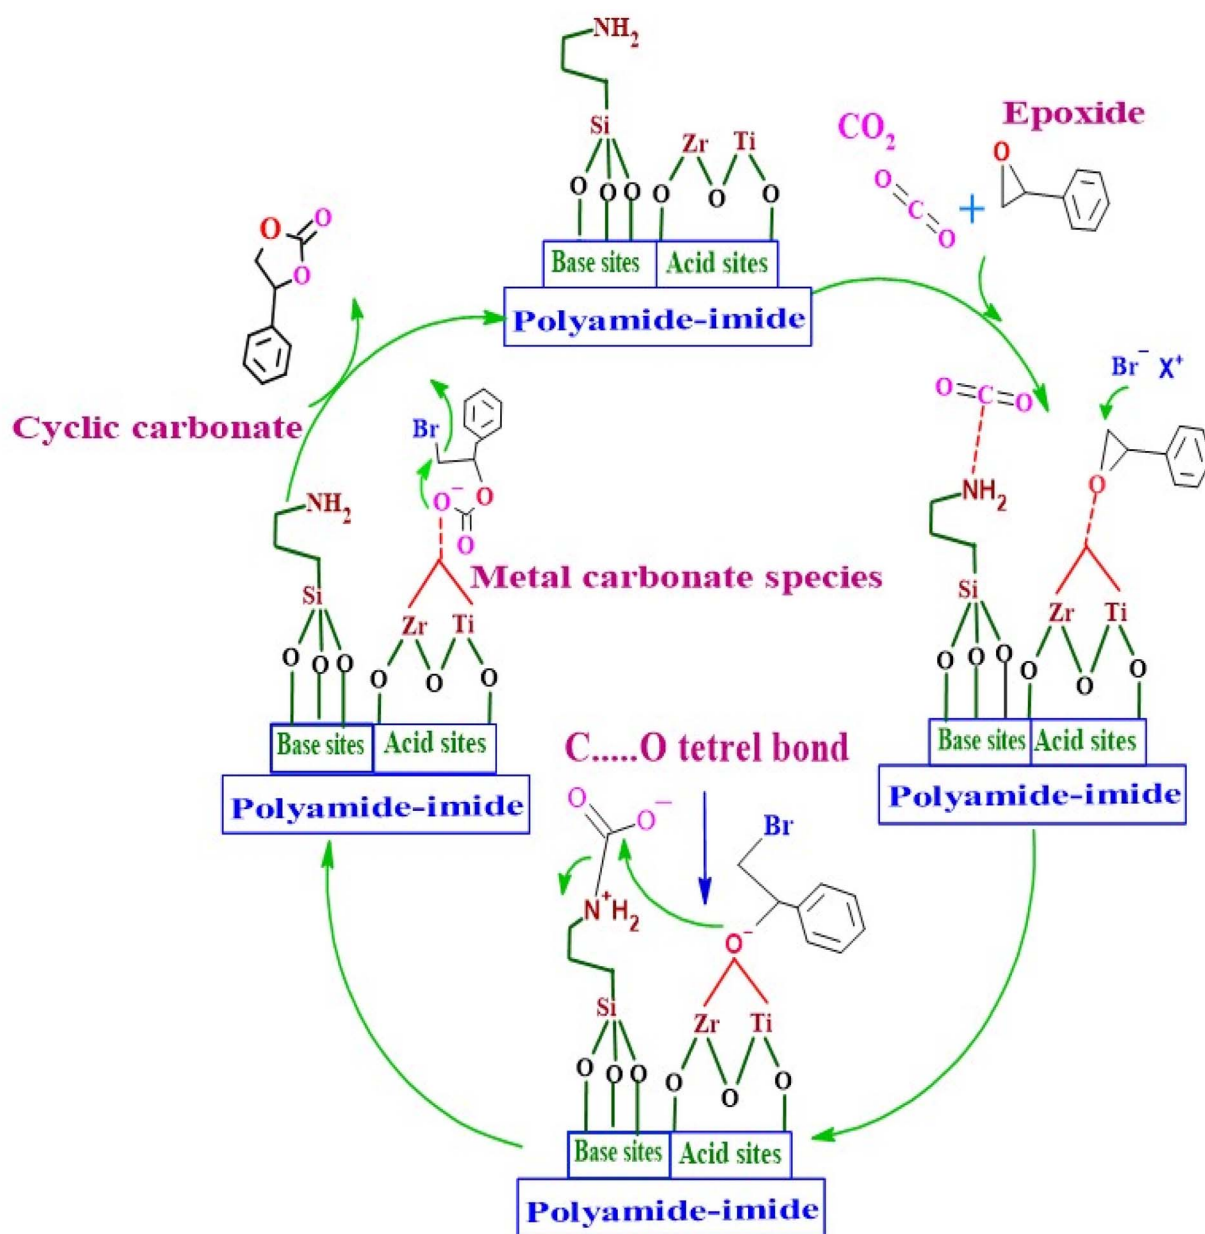 NH₂
Si
Zr Ti
O O O O O O
Base sites Acid sites
Polyamide-imide
CO₂
O C O
+
Epoxide
O
Br⁻ X⁺
O C O
NH₂
O
Si
Zr Ti
O O O O O O
Base sites Acid sites
Polyamide-imide
C.....O tetrel bond
O O⁻
Br
N⁺H₂
O⁻
Si
Zr Ti
O O O O O O
Base sites Acid sites
Polyamide-imide
Br
O⁻ O
O
NH₂
Metal carbonate species
Si
Zr Ti
O O O O O O
Base sites Acid sites
Polyamide-imide
O O
O
Cyclic carbonate